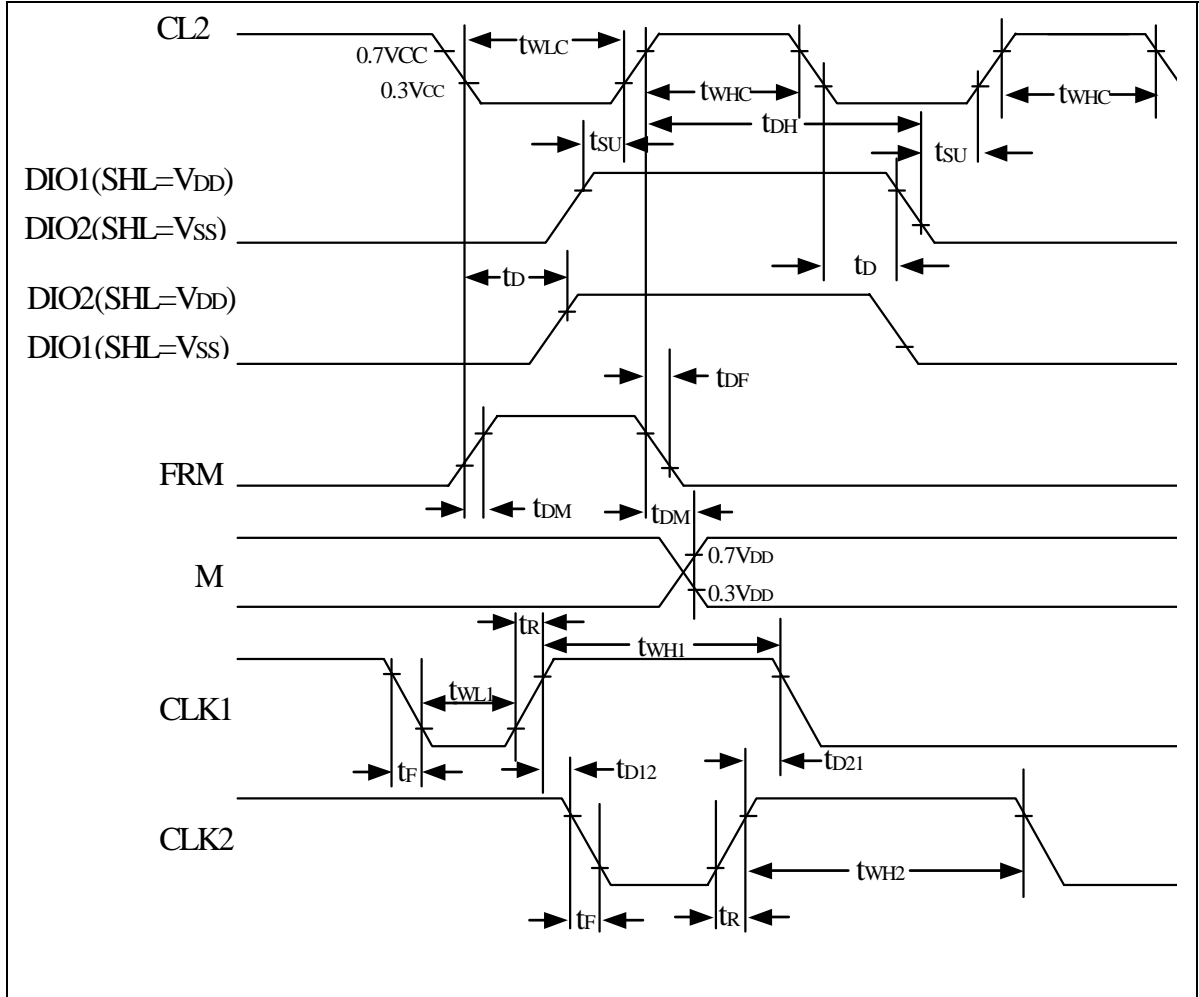 CL2
0.7VCC
0.3VCC
tWLC
tWHC
tWHC
tDH
tSU
tSU
DIO1(SHL=VDD)
DIO2(SHL=VSS)
tD
tD
DIO2(SHL=VDD)
DIO1(SHL=VSS)
tDF
FRM
tDM
tDM
M
0.7VDD
0.3VDD
tR
tWH1
tWL1
CLK1
tF
tD12
tD21
CLK2
tWH2
tF
tR